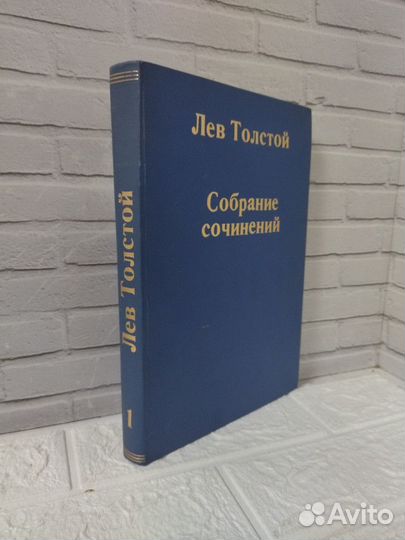 Лев Толстой
Собрание
сочинений
Лев Толстой
1
Avito